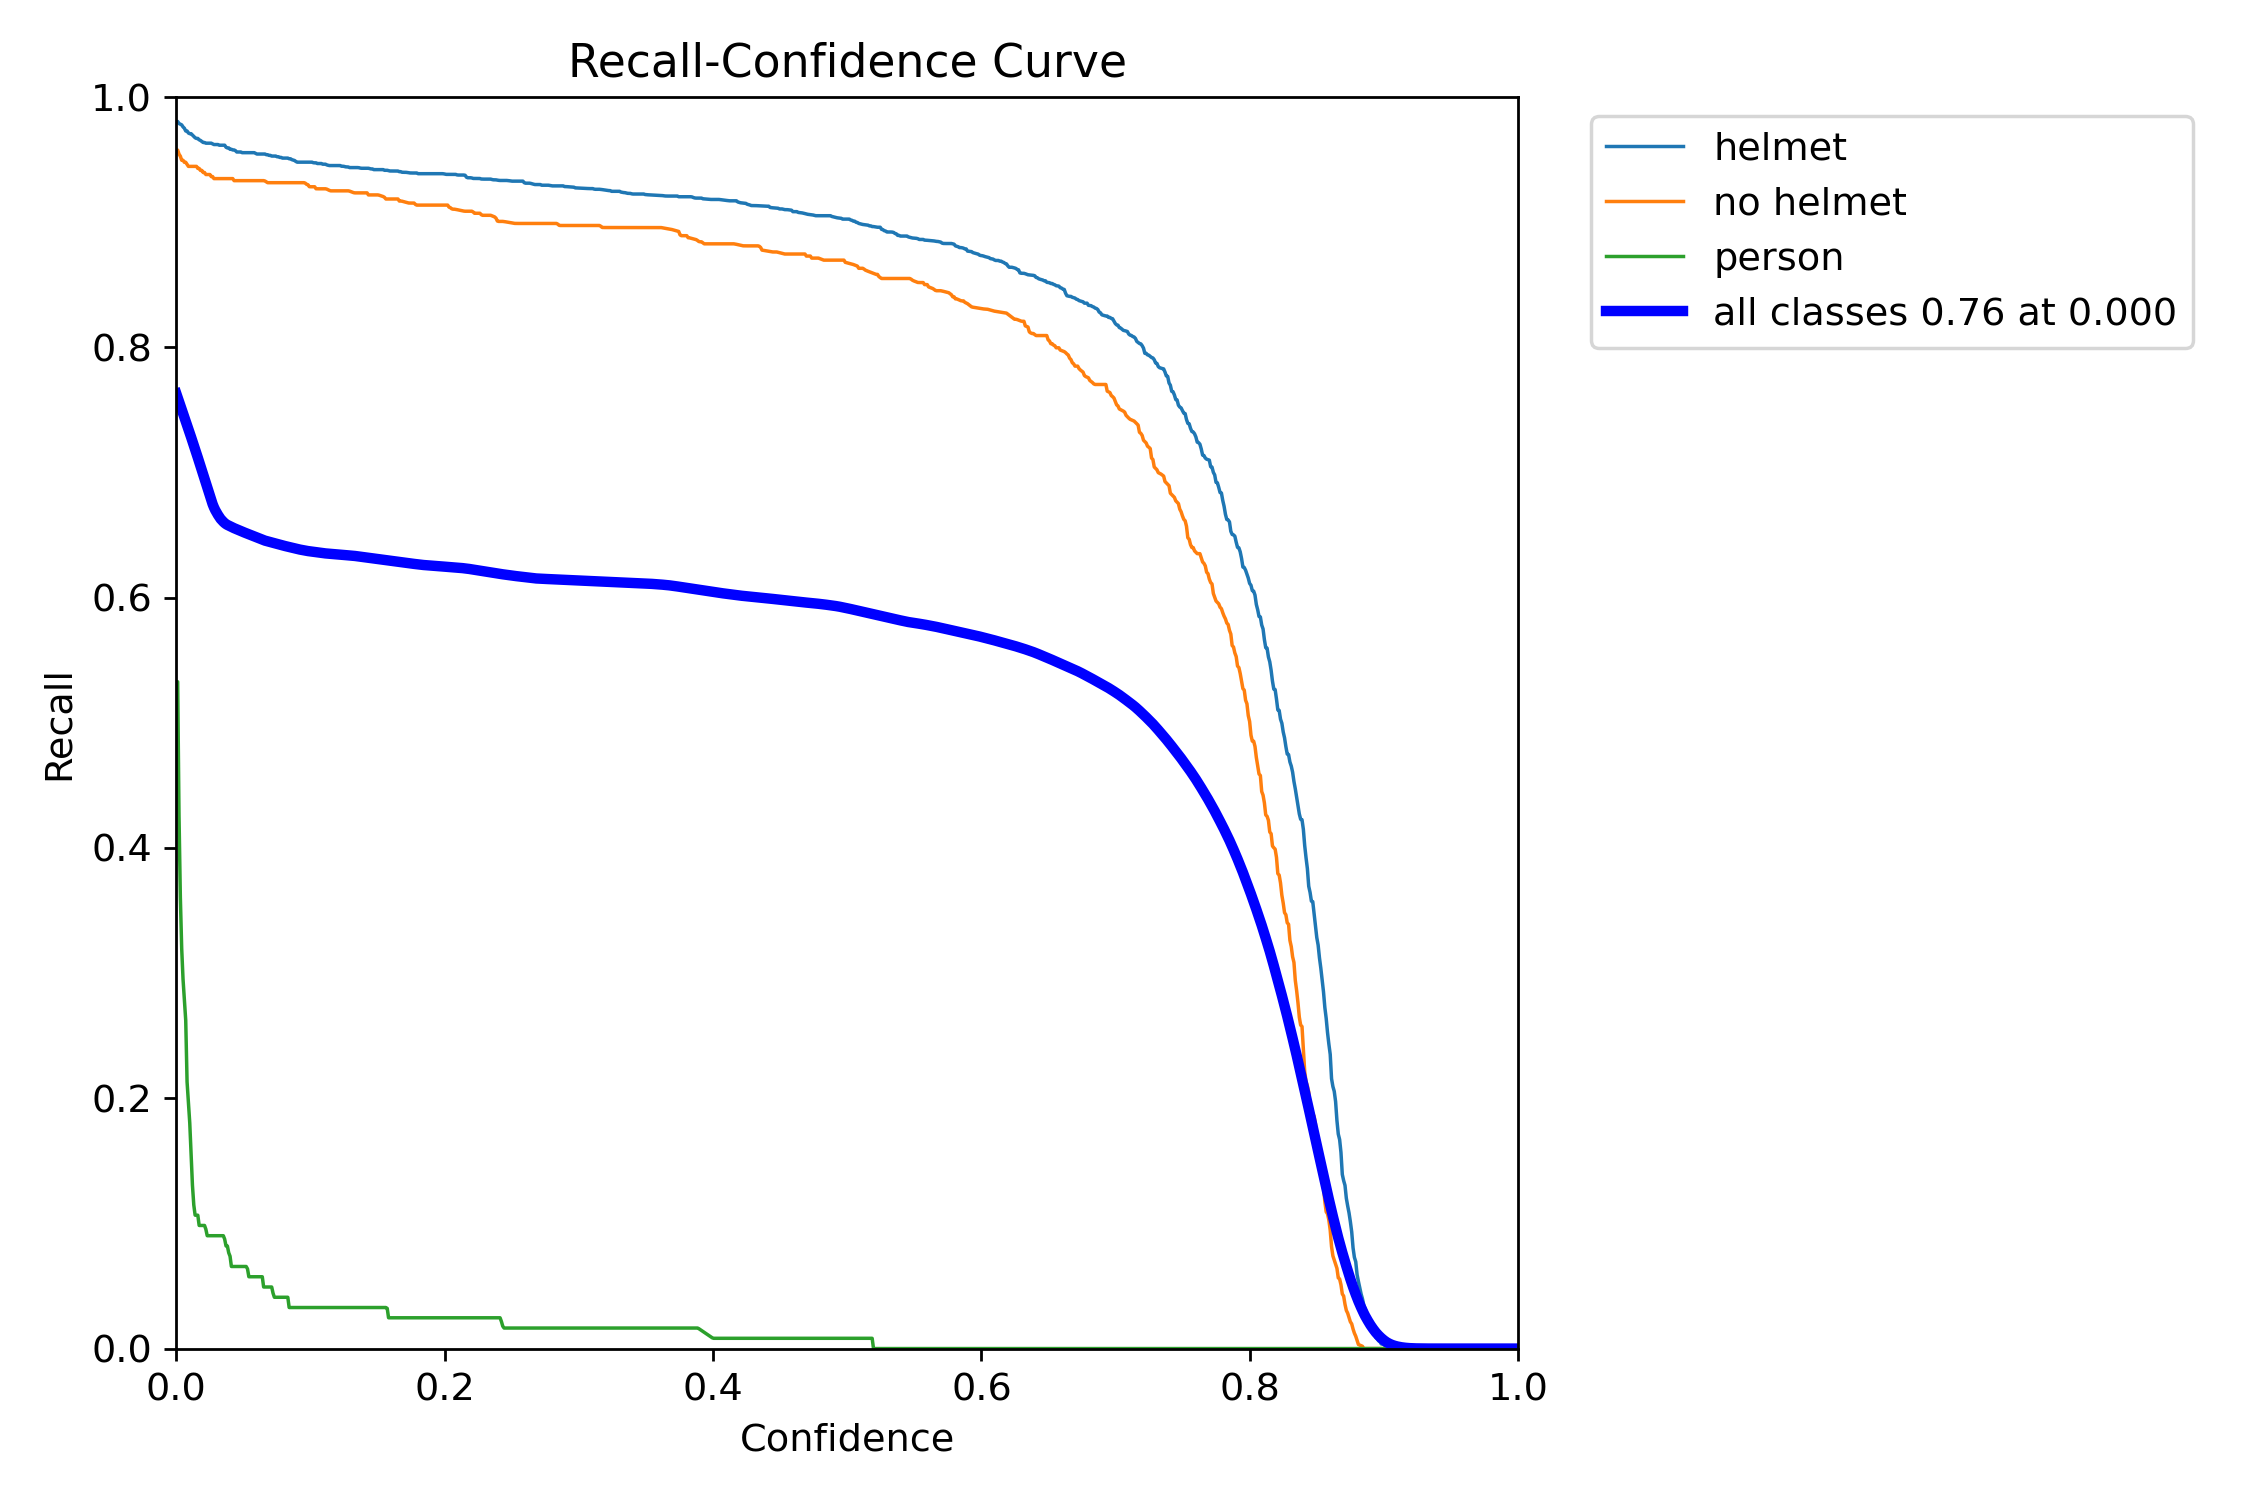 Recall-Confidence Curve
1.0
0.8
0.6
0.4
0.2
0.0
Recall
0.0 0.2 0.4 0.6 0.8 1.0
Confidence
helmet
no helmet
person
all classes 0.76 at 0.000